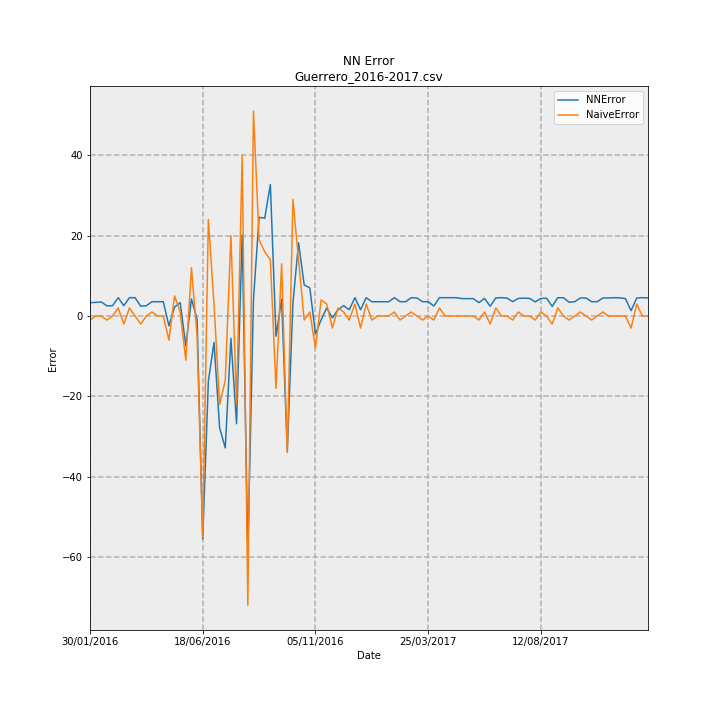 NN Error
Guerrero_2016-2017.csv
NNError
NaiveError
40
20
0
−20
−40
−60
Error
30/01/2016
18/06/2016
05/11/2016
25/03/2017
12/08/2017
Date